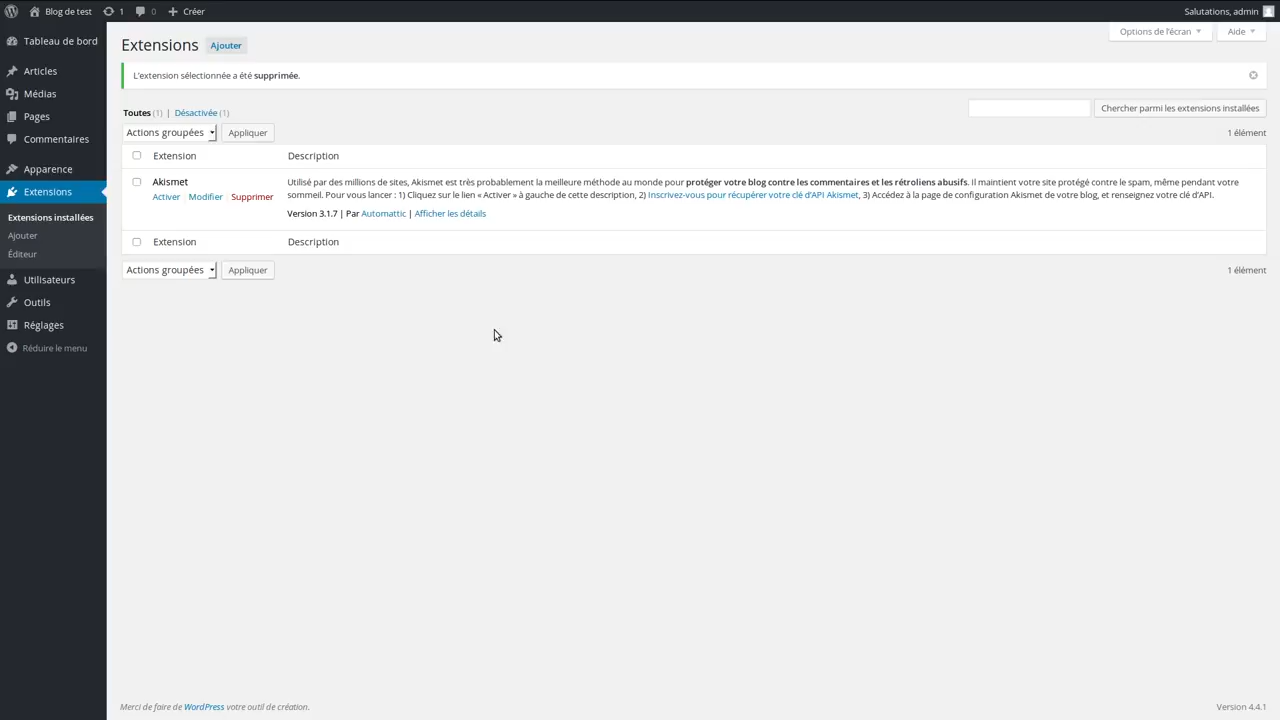 Blog de test 1 0 Créer Salutations, admin
Tableau de bord
Articles
Médias
Pages
Commentaires
Apparence
Extensions
Extensions installées
Ajouter
Éditeur
Utilisateurs
Outils
Réglages
Réduire le menu
Options de l'écran Aide
Extensions Ajouter
L'extension sélectionnée a été supprimée.
Toutes (1) | Désactivée (1)
Chercher parmi les extensions installées
Actions groupées Appliquer 1 élément
Extension Description
Akismet
Activer Modifier Supprimer
Utilisé par des millions de sites, Akismet est très probablement la meilleure méthode au monde pour protéger votre blog contre les commentaires et les rétroliens abusifs. Il maintient votre site protégé contre le spam, même pendant votre
sommeil. Pour vous lancer : 1) Cliquez sur le lien « Activer » à gauche de cette description, 2) Inscrivez-vous pour récupérer votre clé d'API Akismet, 3) Accédez à la page de configuration Akismet de votre blog, et renseignez votre clé d'API.
Version 3.1.7 | Par Automattic | Afficher les détails
Extension Description
Actions groupées Appliquer 1 élément
Merci de faire de WordPress votre outil de création. Version 4.4.1